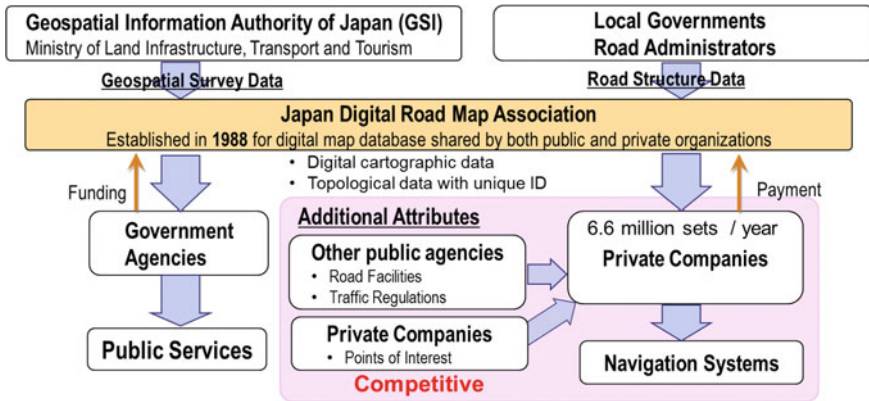 Geospatial Information Authority of Japan (GSI)
Ministry of Land Infrastructure, Transport and Tourism
Local Governments
Road Administrators
Geospatial Survey Data
Road Structure Data
Japan Digital Road Map Association
Established in 1988 for digital map database shared by both public and private organizations
• Digital cartographic data
• Topological data with unique ID
Funding
Payment
Government
Agencies
Public Services
Additional Attributes
Other public agencies
• Road Facilities
• Traffic Regulations
Private Companies
• Points of Interest
Competitive
6.6 million sets / year
Private Companies
Navigation Systems